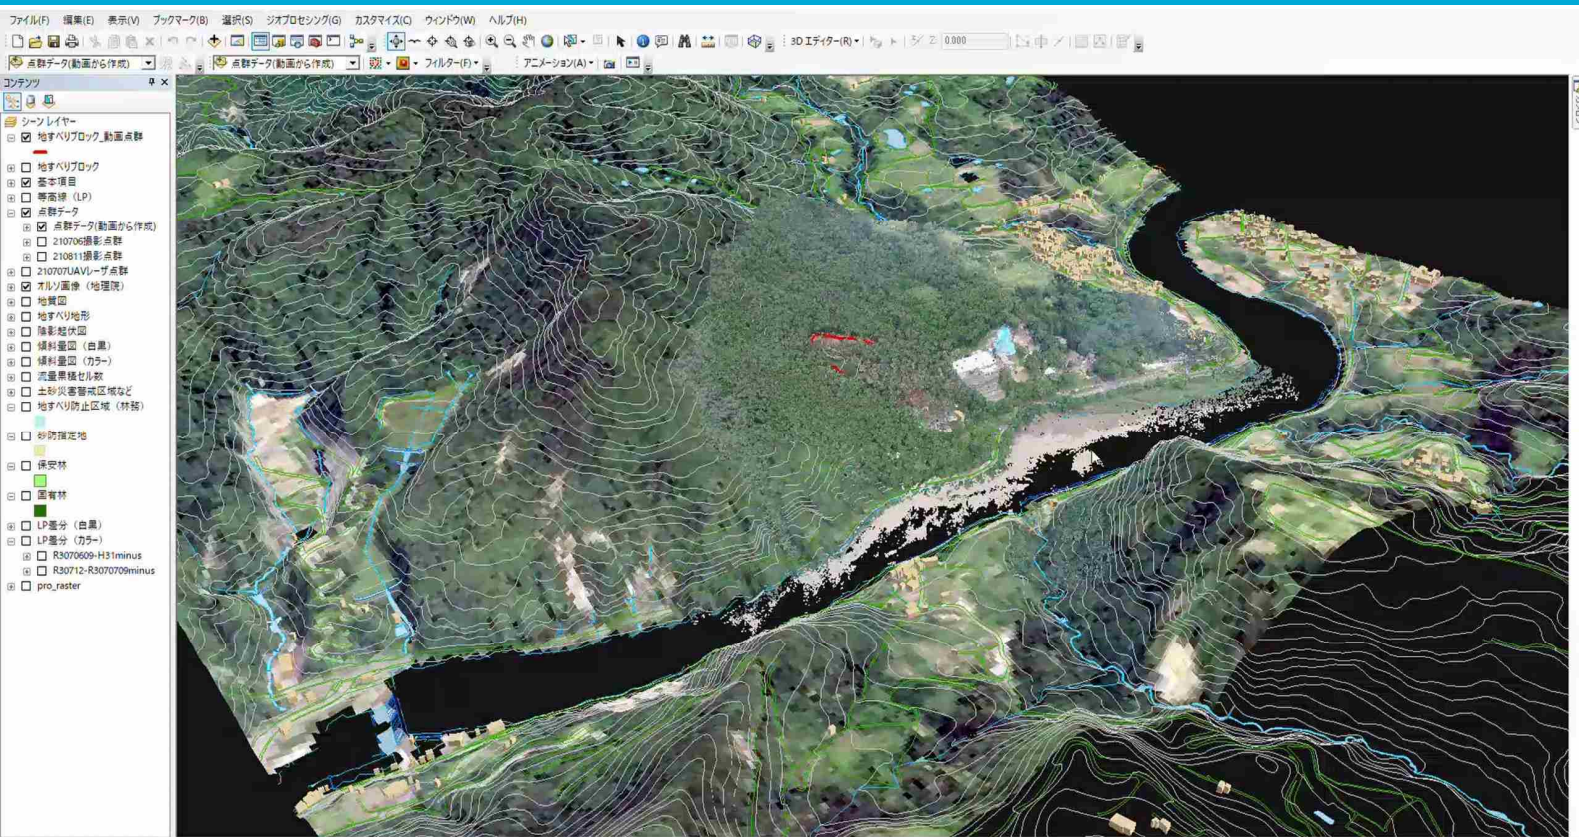 ファイル(F) 編集(E) 表示(V) ブックマーク(B) 選択(S) ジオプロセシング(G) カスタマイズ(C) ウィンドウ(W) ヘルプ(H)
3D エディター(R) 0.000
点群データ(動画から作成) 点群データ(動画から作成) フィルター(F) アニメーション(A)
コンテンツ
シーン レイヤー
地すべりブロック_動画点群
地すべりブロック
基本項目
等高線（LP）
点群データ
点群データ(動画から作成)
210706撮影点群
210811撮影点群
210707UAVレーザ点群
オルソ画像（地理院）
地質図
地すべり地形
陰影起伏図
傾斜量図（白黒）
傾斜量図（カラー）
流量累積セル数
土砂災害警戒区域など
地すべり防止区域（林務）
砂防指定地
保安林
国有林
LP差分（白黒）
LP差分（カラー）
R3070609-H31minus
R30712-R3070709minus
pro_raster